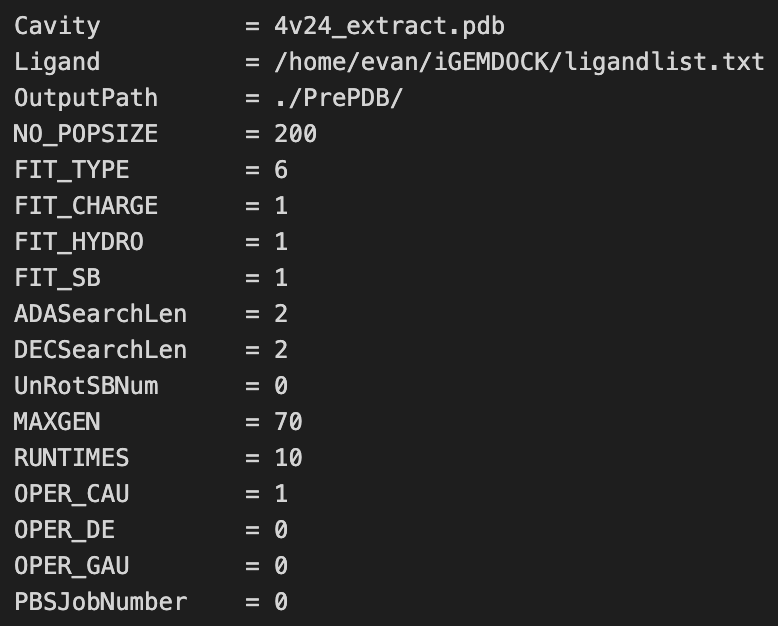 Cavity = 4v24_extract.pdb
Ligand = /home/evan/iGEMDOCK/ligandlist.txt
OutputPath = ./PrePDB/
NO_POPSIZE = 200
FIT_TYPE = 6
FIT_CHARGE = 1
FIT_HYDRO = 1
FIT_SB = 1
ADASearchLen = 2
DECSearchLen = 2
UnRotSBNum = 0
MAXGEN = 70
RUNTIMES = 10
OPER_CAU = 1
OPER_DE = 0
OPER_GAU = 0
PBSJobNumber = 0